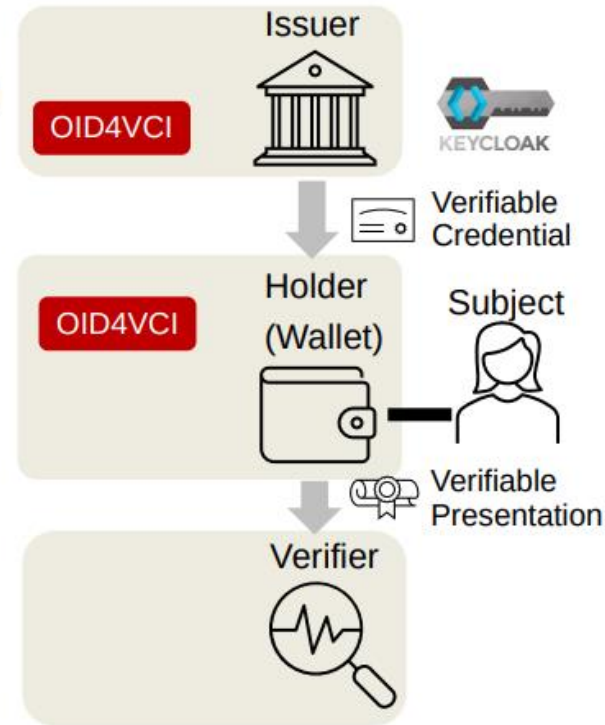 Issuer
OID4VCI
KEYCLOAK
Verifiable
Credential
Holder
(Wallet)
OID4VCI
Subject
Verifiable
Presentation
Verifier